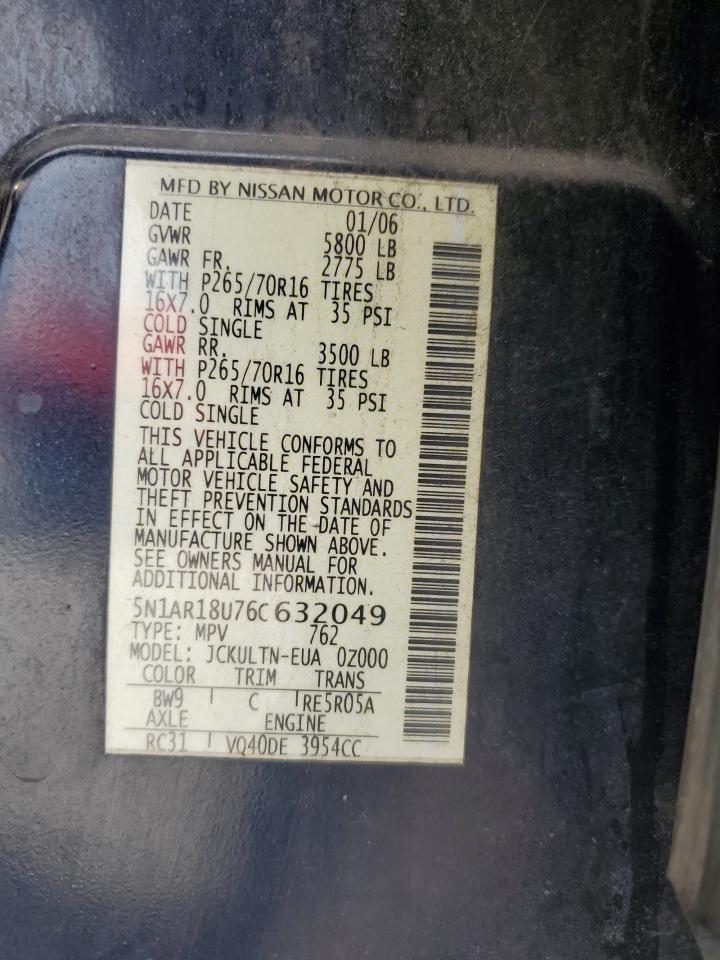 MFD BY NISSAN MOTOR CO., LTD.
DATE 01/06
GVWR 5800 LB
GAWR FR. 2775 LB
WITH P265/70R16 TIRES
16X7.0 RIMS AT 35 PSI
COLD SINGLE
GAWR RR. 3500 LB
WITH P265/70R16 TIRES
16X7.0 RIMS AT 35 PSI
COLD SINGLE
THIS VEHICLE CONFORMS TO
ALL APPLICABLE FEDERAL
MOTOR VEHICLE SAFETY AND
THEFT PREVENTION STANDARDS
IN EFFECT ON THE DATE OF
MANUFACTURE SHOWN ABOVE.
SEE OWNERS MANUAL FOR
ADDITIONAL INFORMATION.
5N1AR18U76C632049
TYPE: MPV 762
MODEL: JCKULTN-EUA 0Z000
COLOR TRIM TRANS
BW9 C RE5R05A
AXLE ENGINE
RC31 VQ40DE 3954CC